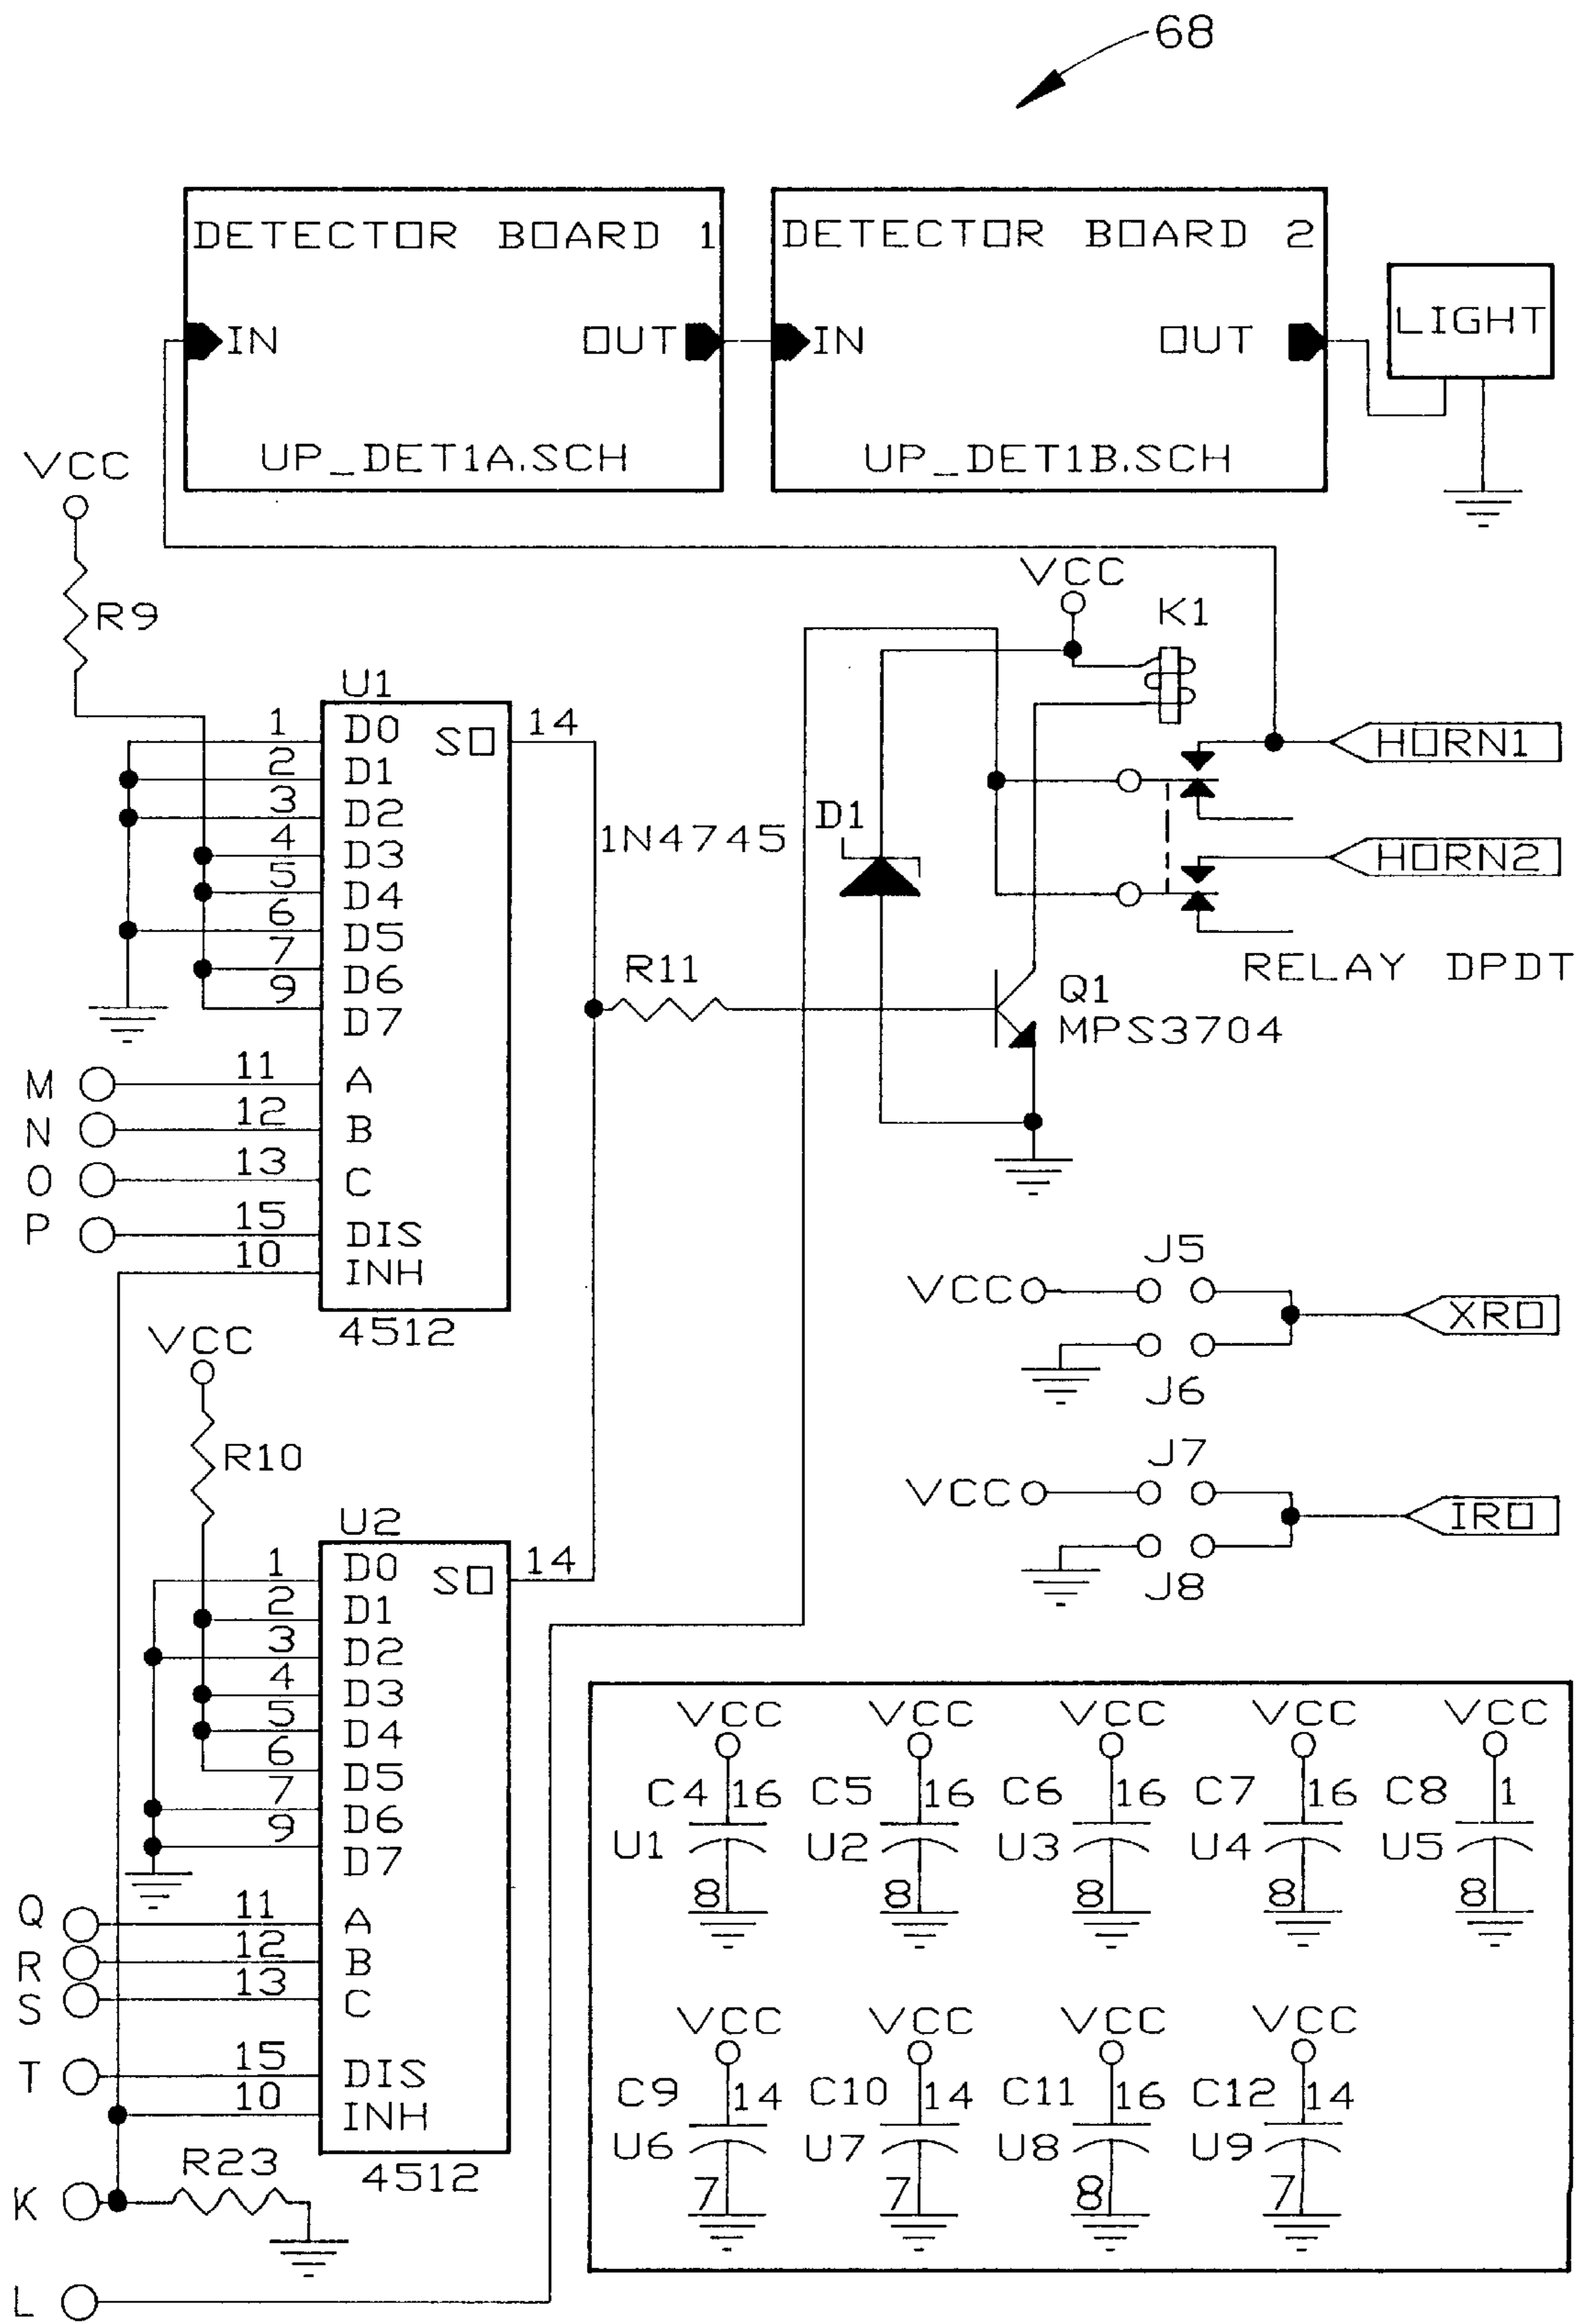 68
DETECTOR BOARD 1
IN
OUT
UP_DET1A.SCH
DETECTOR BOARD 2
IN
OUT
UP_DET1B.SCH
LIGHT
VCC
R9
U1
1 D0
2 D1
3 D2
4 D3
5 D4
6 D5
7 D6
9 D7
SO 14
M 11 A
N 12 B
O 13 C
P 15 DIS
10 INH
4512
VCC
K1
HORN1
D1
1N4745
HORN2
RELAY DPDT
R11
Q1
MPS3704
J5
VCC
XRO
J6
J7
VCC
IRO
J8
VCC
R10
U2
1 D0
2 D1
3 D2
4 D3
5 D4
6 D5
7 D6
9 D7
SO 14
Q 11 A
R 12 B
S 13 C
T 15 DIS
10 INH
4512
K
R23
L
VCC VCC VCC VCC VCC
C4 16 C5 16 C6 16 C7 16 C8 1
U1 U2 U3 U4 U5
8 8 8 8 8
VCC VCC VCC VCC
C9 14 C10 14 C11 16 C12 14
U6 U7 U8 U9
7 7 8 7